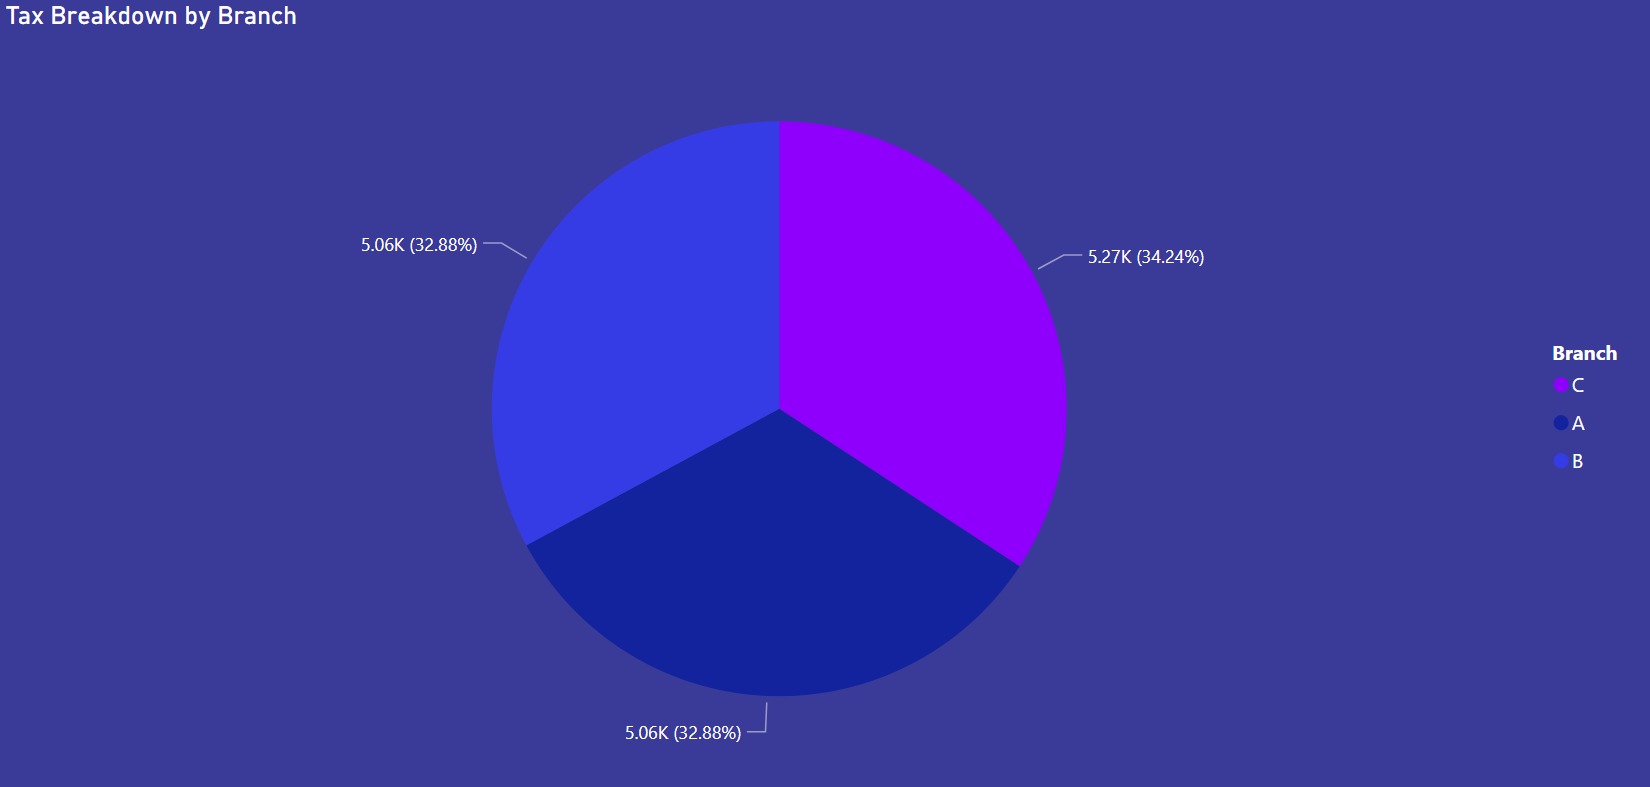 Tax Breakdown by Branch
5.06K (32.88%)
5.27K (34.24%)
Branch
C
A
B
5.06K (32.88%)